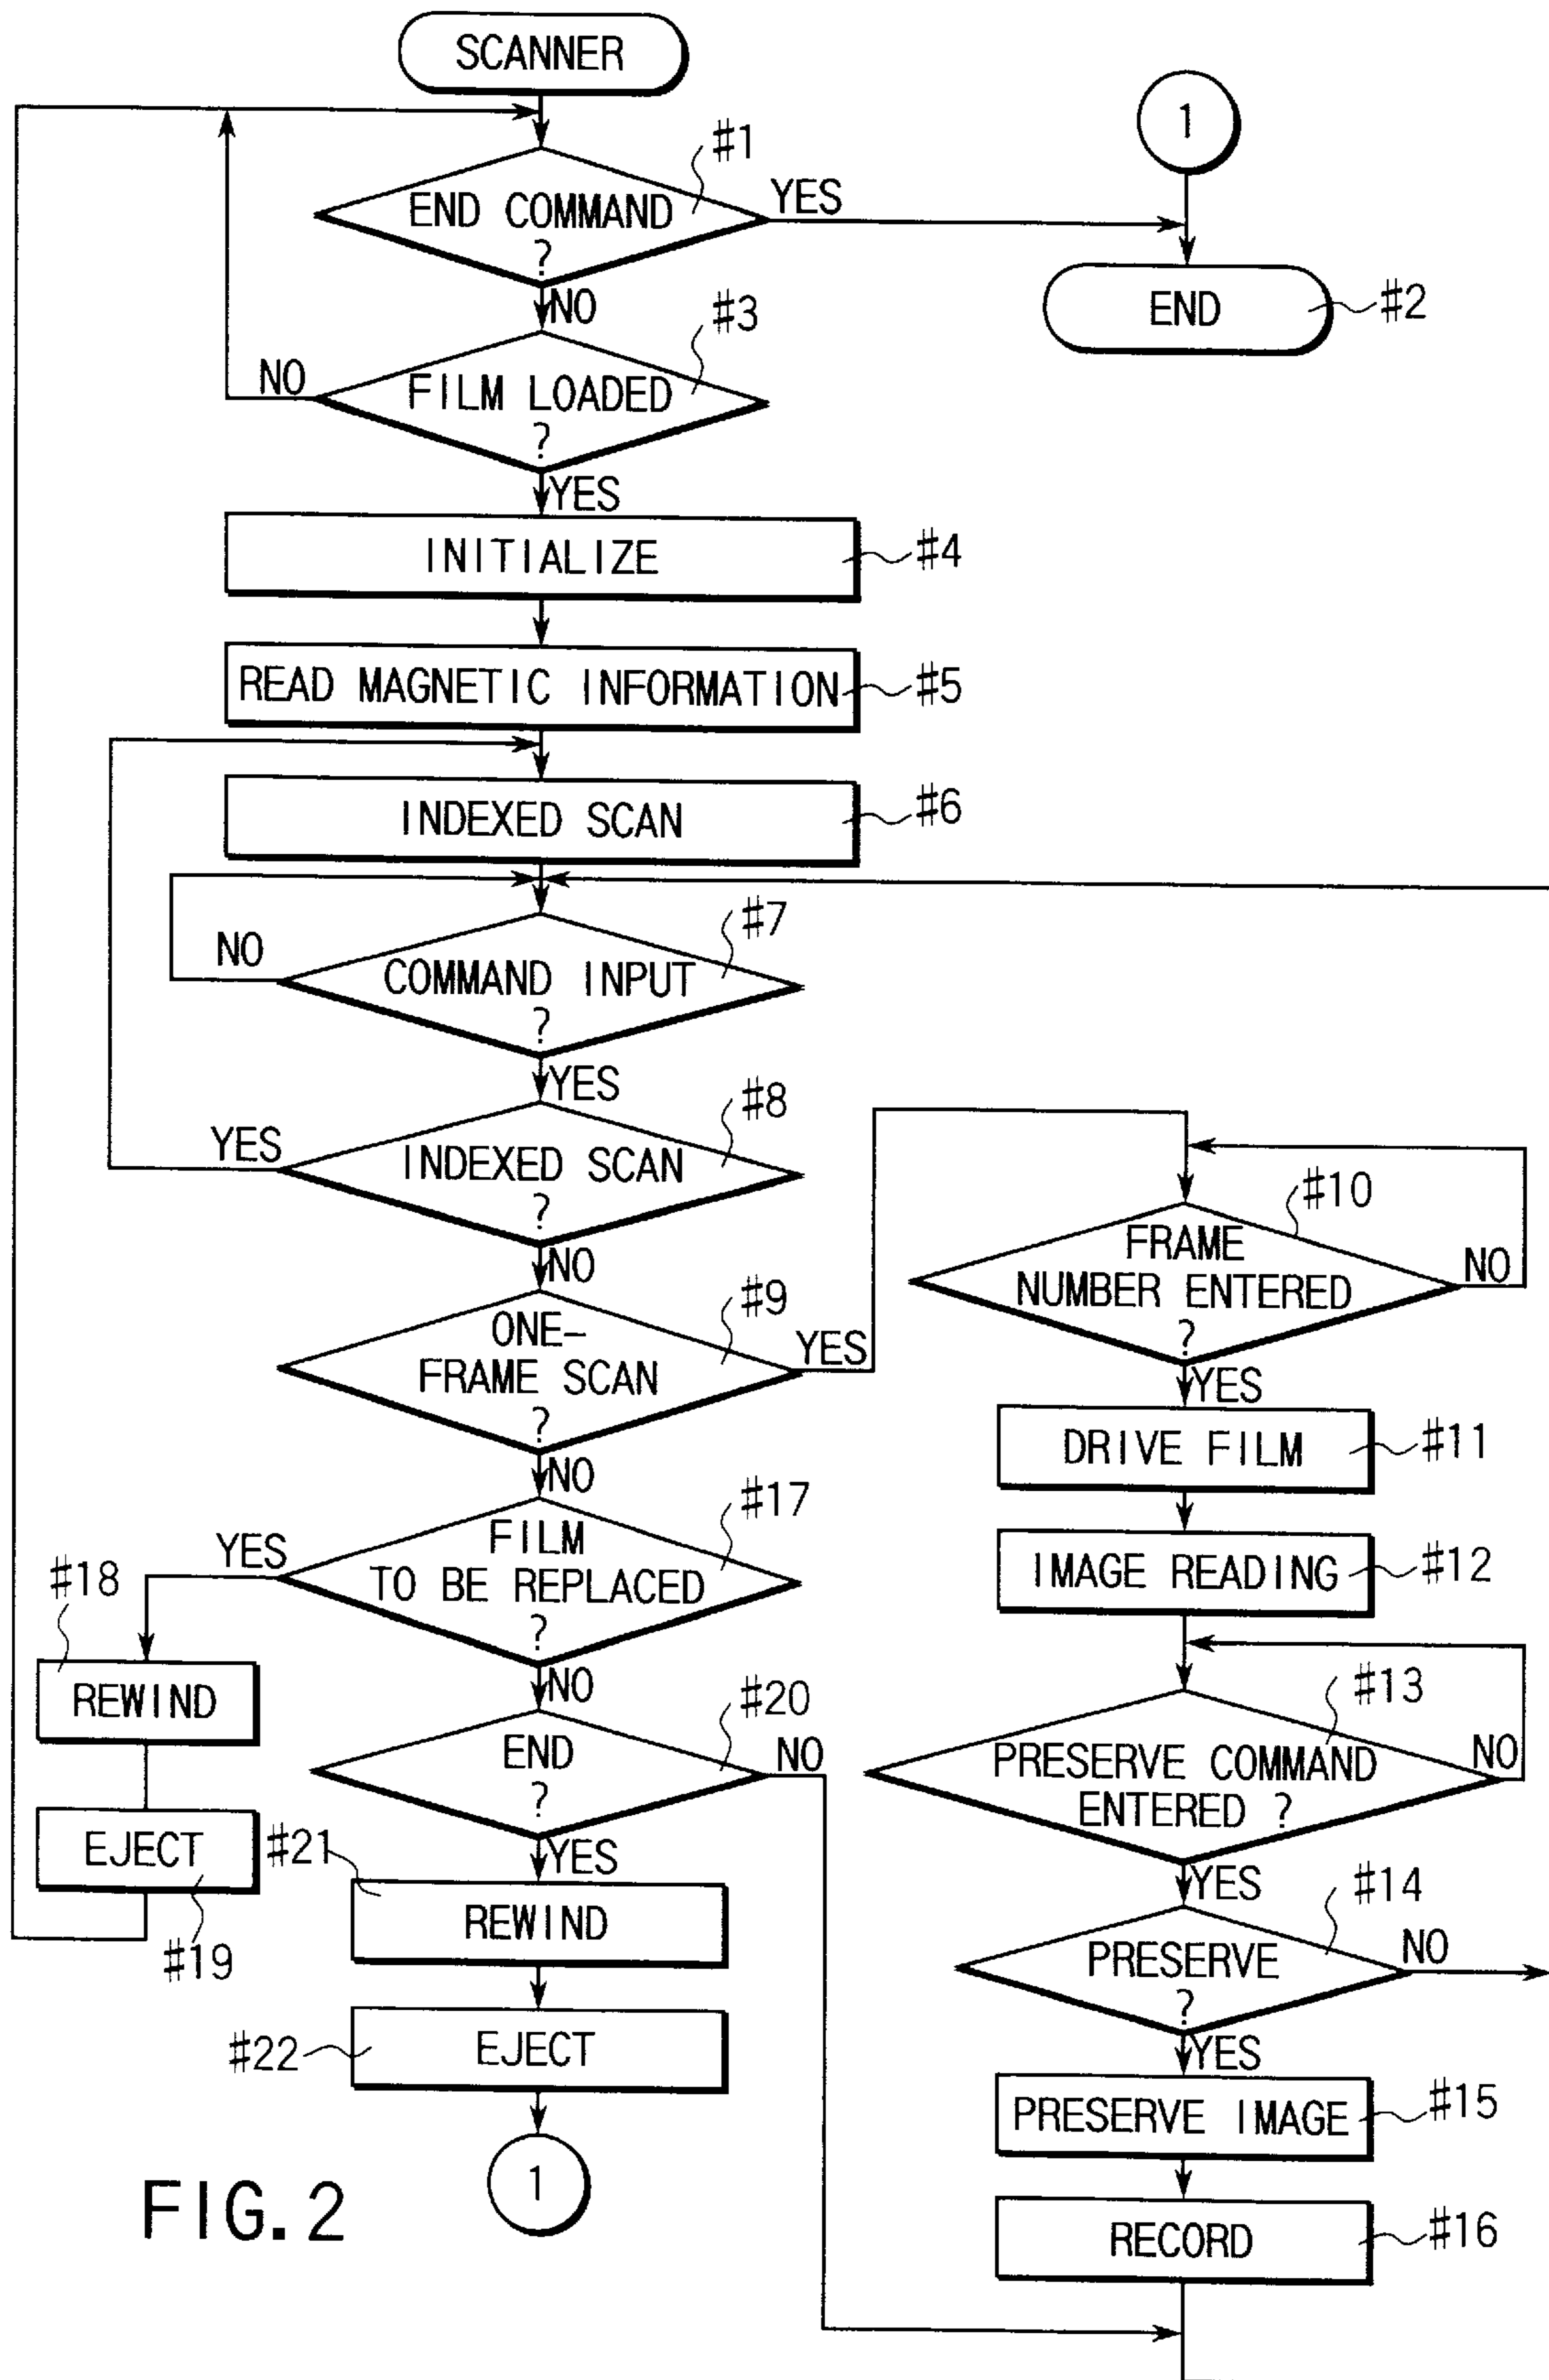 SCANNER
1
#1
END COMMAND
?
YES
NO
END
#2
#3
FILM LOADED
?
NO
YES
INITIALIZE
#4
READ MAGNETIC INFORMATION
#5
INDEXED SCAN
#6
#7
COMMAND INPUT
?
NO
YES
#8
INDEXED SCAN
?
YES
NO
#9
ONE-
FRAME SCAN
?
YES
NO
#10
FRAME
NUMBER ENTERED
?
NO
YES
DRIVE FILM
#11
IMAGE READING
#12
#13
PRESERVE COMMAND
ENTERED ?
NO
YES
#14
PRESERVE
?
NO
YES
PRESERVE IMAGE
#15
RECORD
#16
#17
FILM
TO BE REPLACED
?
YES
NO
#18
REWIND
EJECT
#19
#20
END
?
NO
YES
#21
REWIND
#22
EJECT
1
FIG. 2